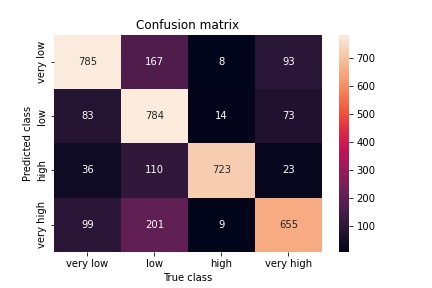 Confusion matrix
very low 785 167 8 93
low 83 784 14 73
high 36 110 723 23
very high 99 201 9 655
very low low high very high
True class
Predicted class
700
600
500
400
300
200
100